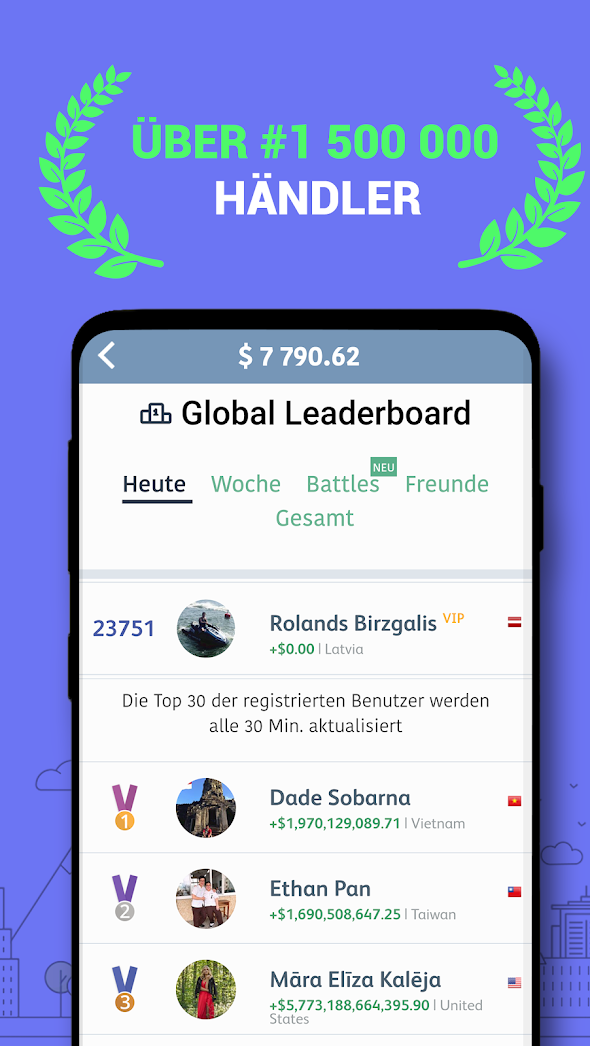 ÜBER #1 500 000
HÄNDLER
$ 7 790.62
1 Global Leaderboard
NEU
Heute Woche Battles Freunde
Gesamt
23751
Rolands Birzgalis VIP
+$0.00 | Latvia
Die Top 30 der registrierten Benutzer werden
alle 30 Min. aktualisiert
1
Dade Sobarna
+$1,970,129,089.71 | Vietnam
2
Ethan Pan
+$1,690,508,647.25 | Taiwan
3
Māra Elīza Kalēja
+$5,773,188,664,395.90 | United
States